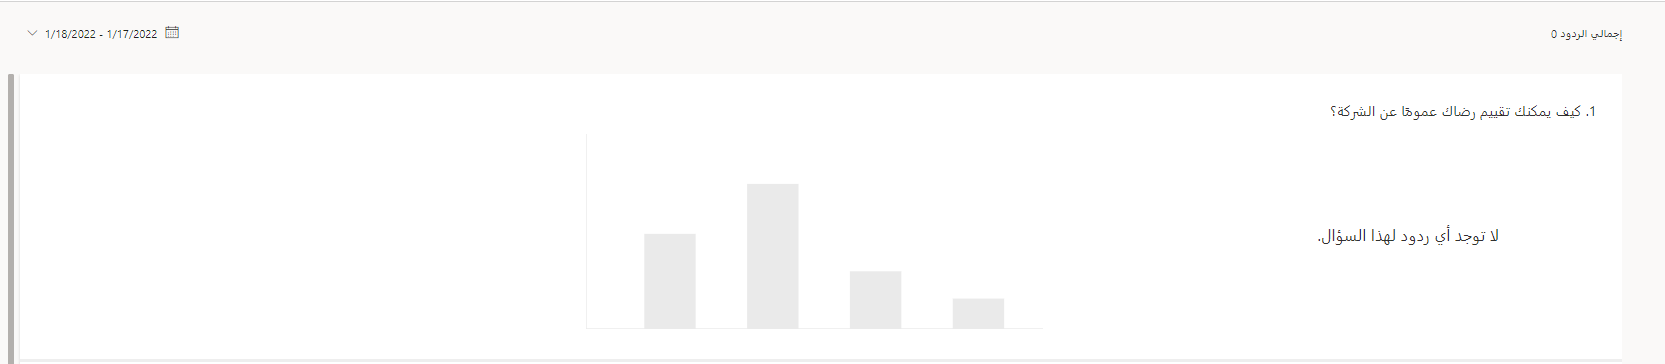 إجمالي الردود 0
1/18/2022 - 1/17/2022
1. كيف يمكنك تقييم رضاك عمومًا عن الشركة؟
لا توجد أي ردود لهذا السؤال.